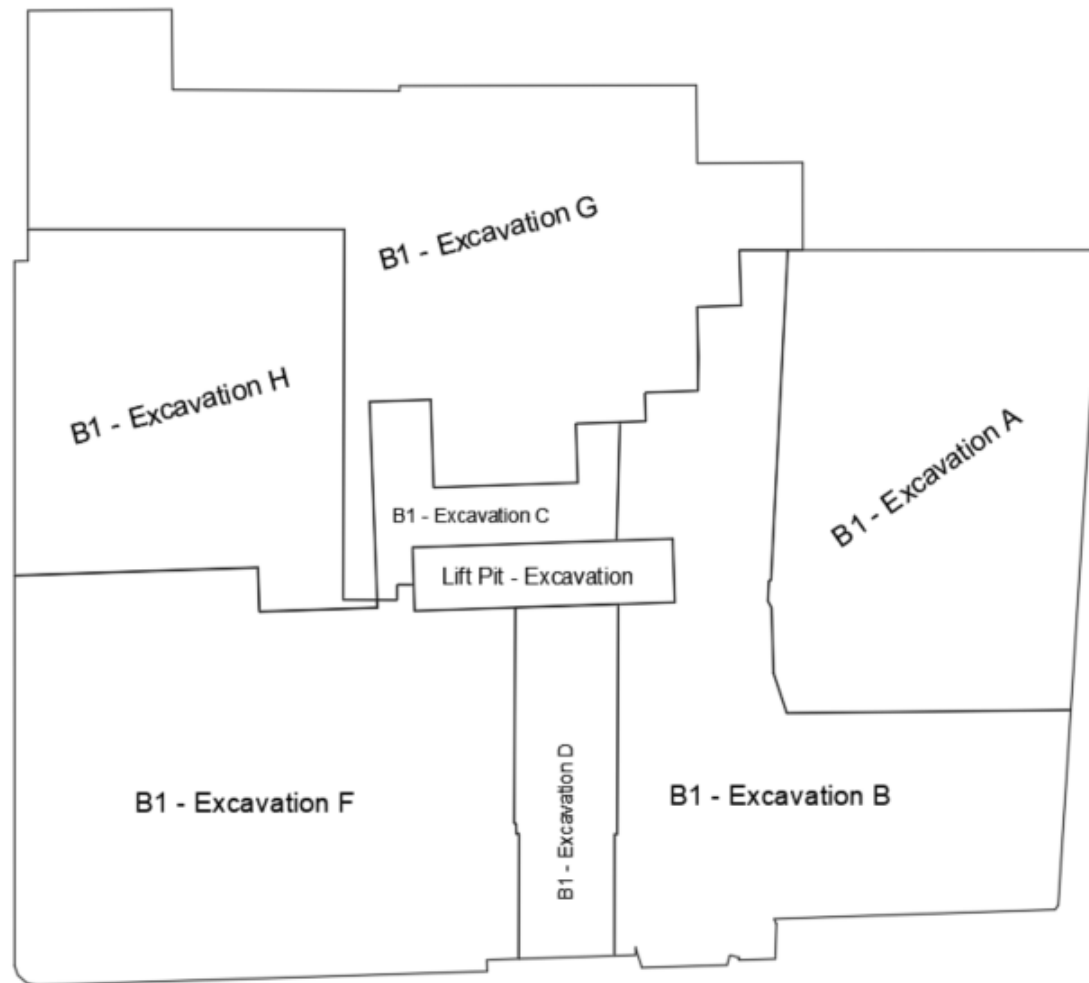 B1 - Excavation G
B1 - Excavation H
B1 - Excavation A
B1 - Excavation C
Lift Pit - Excavation
B1 - Excavation F
B1 - Excavation D
B1 - Excavation B